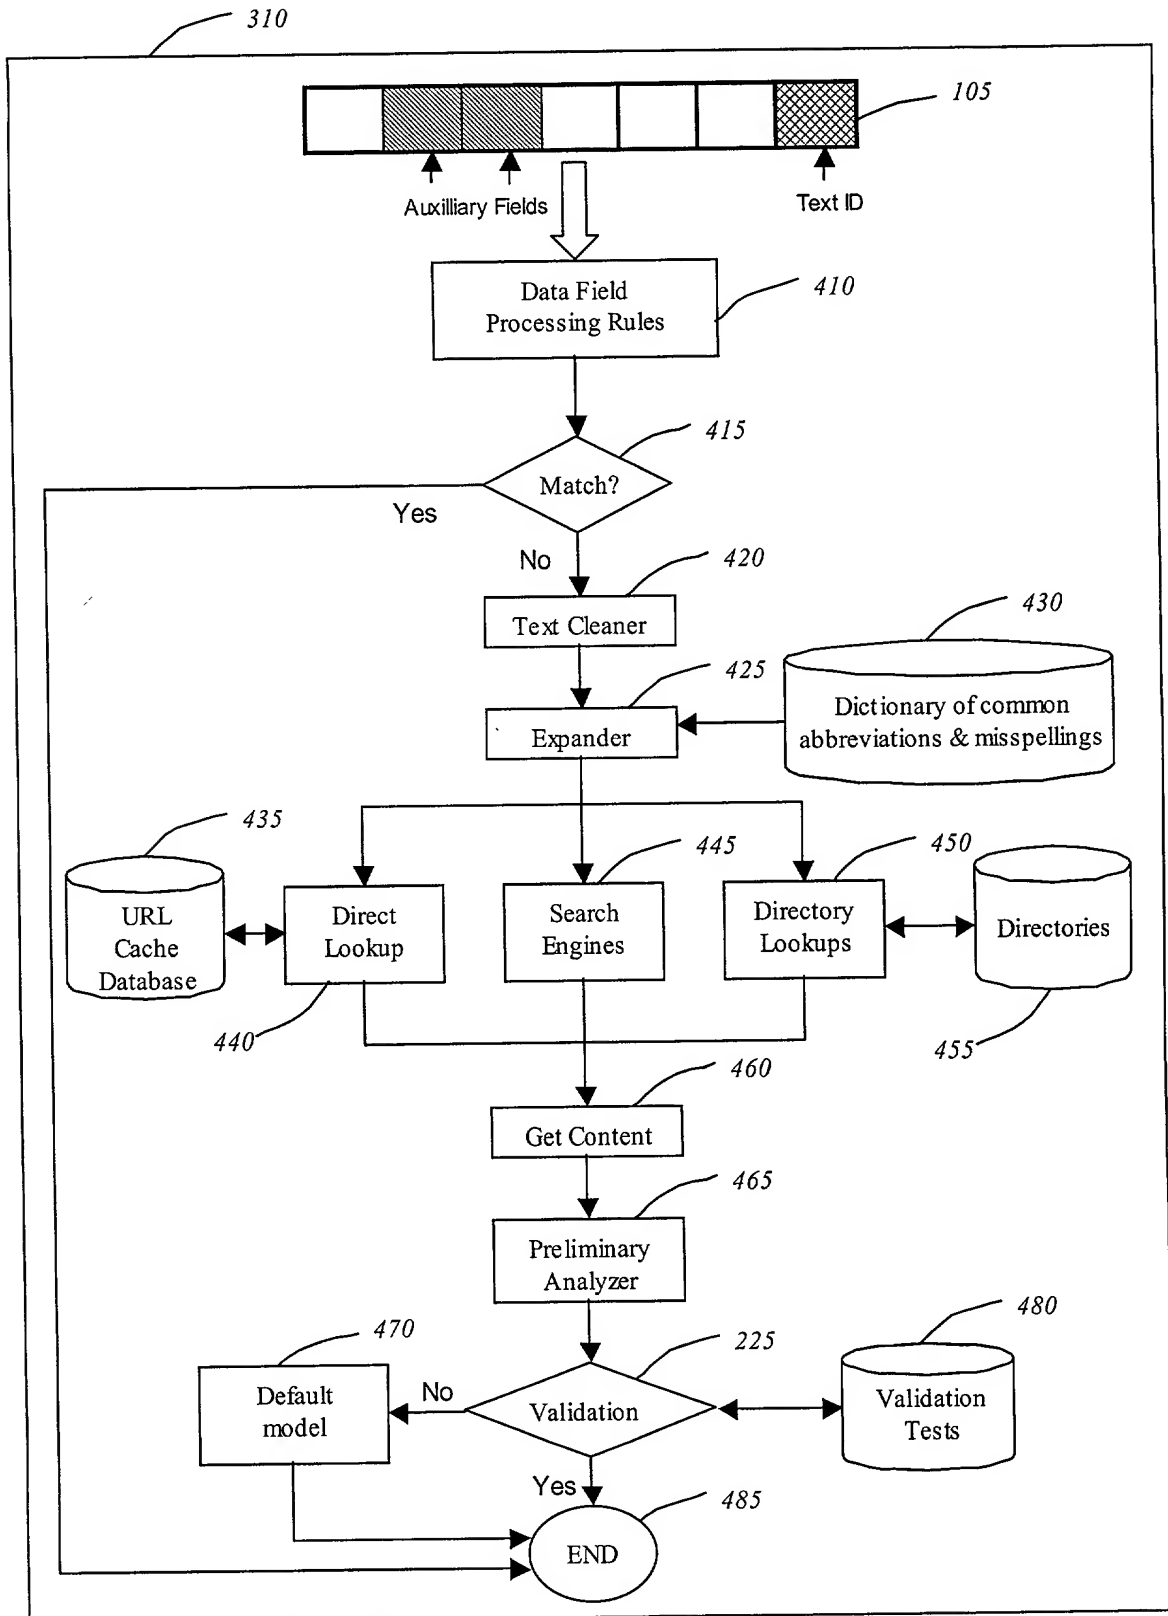 310
105
Auxilliary Fields
Text ID
Data Field
Processing Rules
410
415
Match?
Yes
No
420
Text Cleaner
430
425
Dictionary of common
abbreviations & misspellings
Expander
435
445
450
URL
Cache
Database
Direct
Lookup
Search
Engines
Directory
Lookups
Directories
440
455
460
Get Content
465
Preliminary
Analyzer
480
470
225
Default
model
No
Validation
Validation
Tests
Yes
485
END